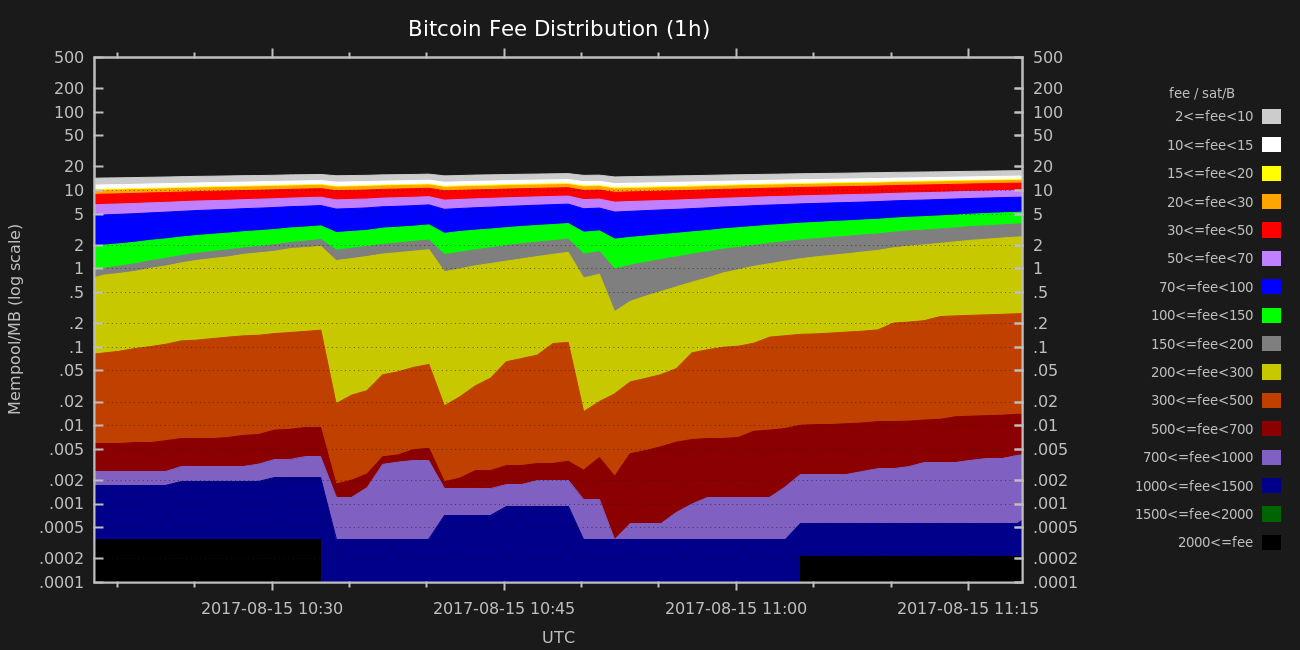 Bitcoin Fee Distribution (1h)
500 500
200 200
100 100
50 50
20 20
10 10
5 5
2 2
1 1
.5 .5
.2 .2
.1 .1
.05 .05
.02 .02
.01 .01
.005 .005
.002 .002
.001 .001
.0005 .0005
.0002 .0002
.0001 .0001
Mempool/MB (log scale)
2017-08-15 10:30 2017-08-15 10:45 2017-08-15 11:00 2017-08-15 11:15
UTC
fee / sat/B
2<=fee<10
10<=fee<15
15<=fee<20
20<=fee<30
30<=fee<50
50<=fee<70
70<=fee<100
100<=fee<150
150<=fee<200
200<=fee<300
300<=fee<500
500<=fee<700
700<=fee<1000
1000<=fee<1500
1500<=fee<2000
2000<=fee